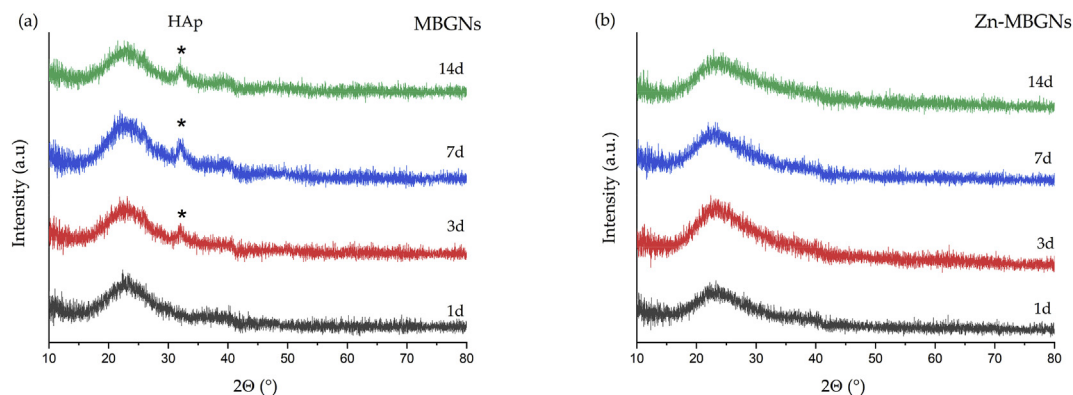 (a)
HAp
MBGNs
*
14d
*
7d
*
3d
1d
Intensity (a.u)
10 20 30 40 50 60 70 80
2Θ (°)
(b)
Zn-MBGNs
14d
7d
3d
1d
Intensity (a.u.)
10 20 30 40 50 60 70 80
2Θ (°)